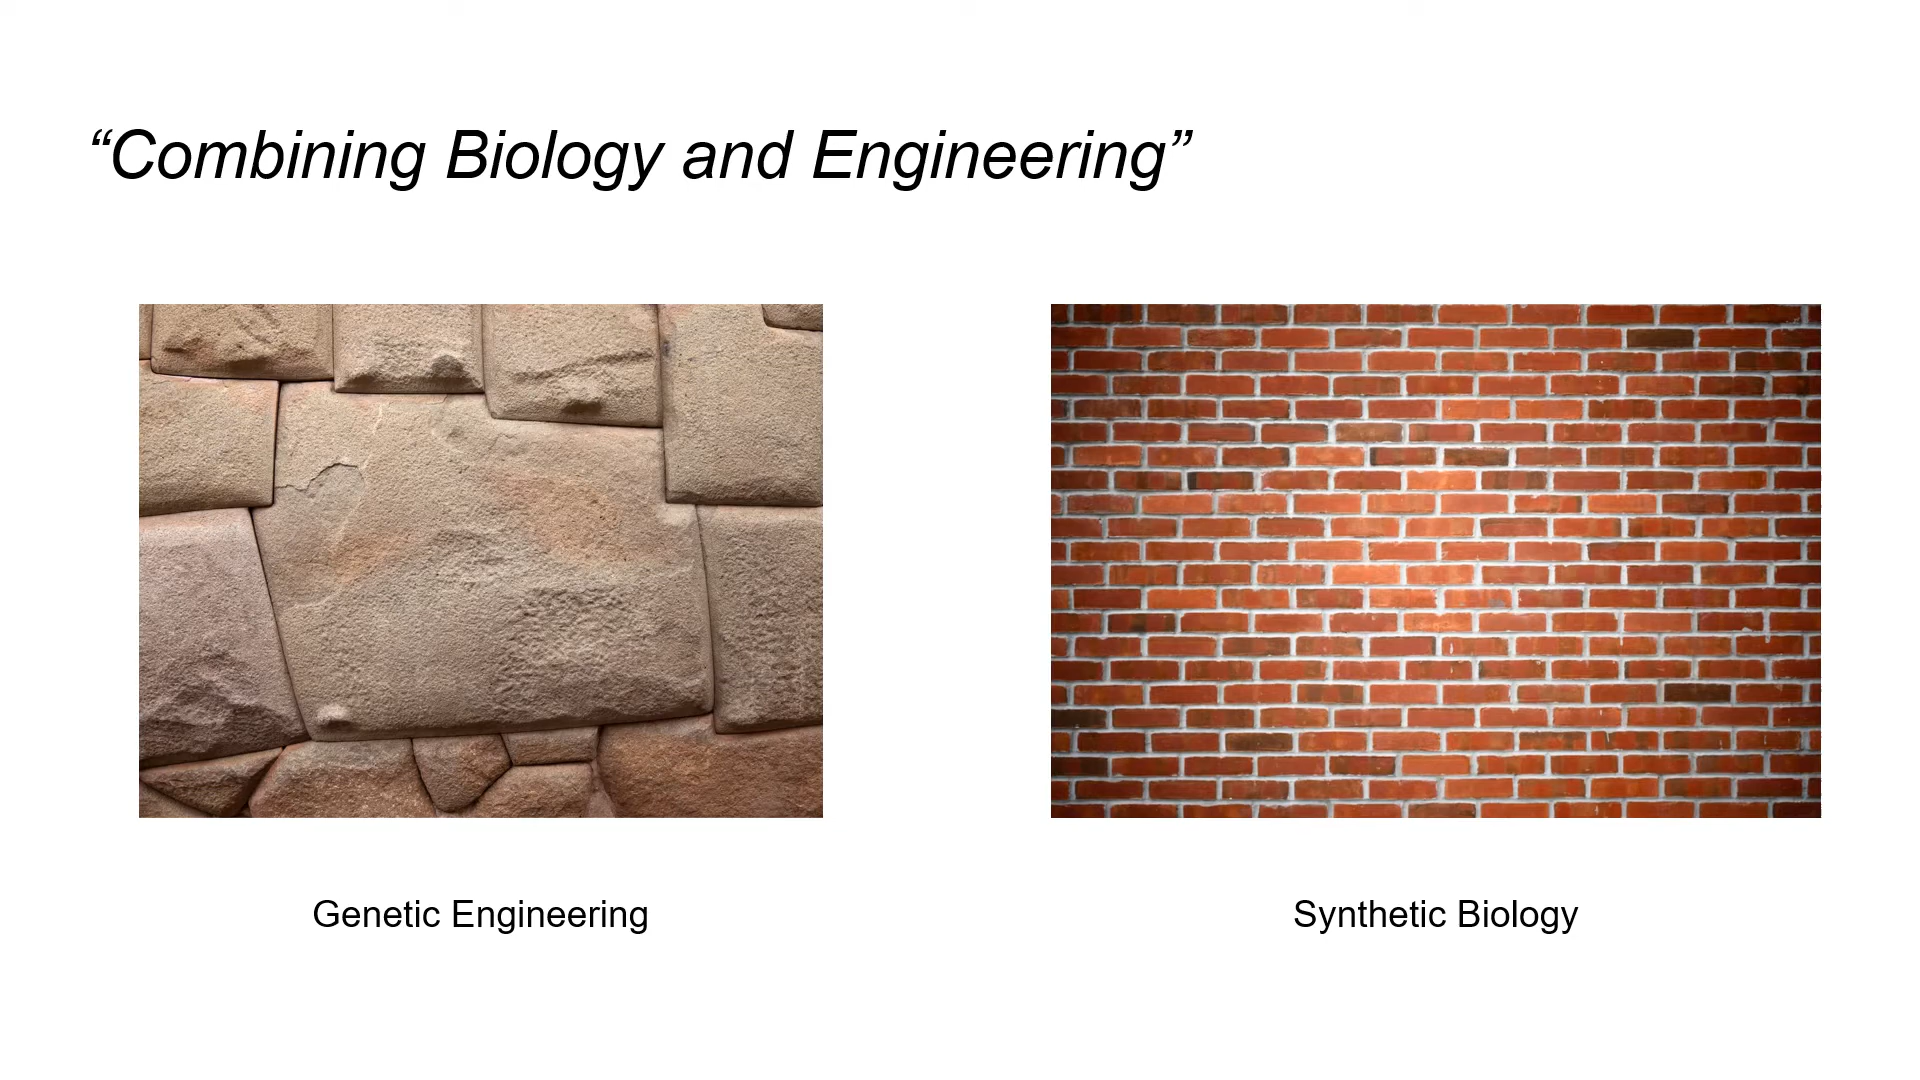 “Combining Biology and Engineering”
Genetic Engineering
Synthetic Biology